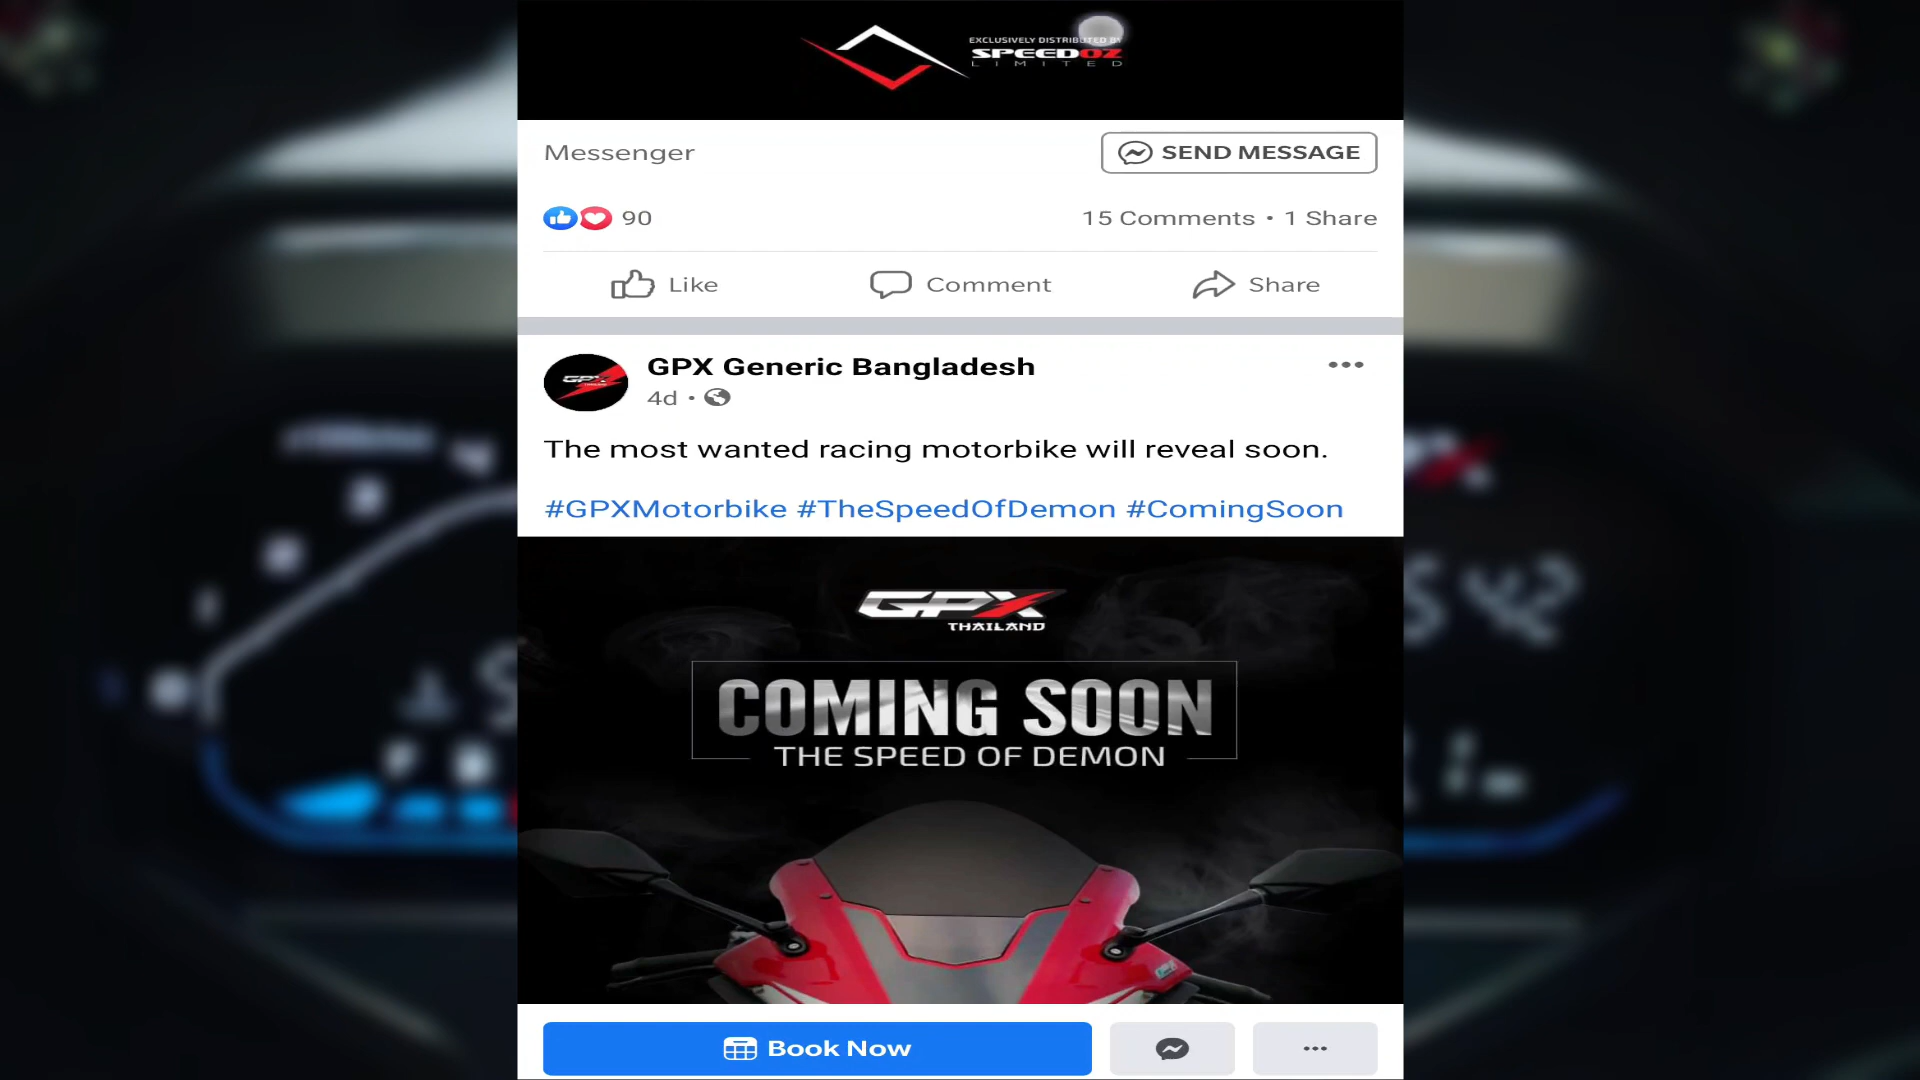 EXCLUSIVELY DISTRIBUTED BY
SPEEDOZ
LIMITED
Messenger
SEND MESSAGE
90
15 Comments • 1 Share
Like
Comment
Share
GPX Generic Bangladesh
4d •
The most wanted racing motorbike will reveal soon.
#GPXMotorbike #TheSpeedOfDemon #ComingSoon
GPX
THAILAND
COMING SOON
THE SPEED OF DEMON
Book Now